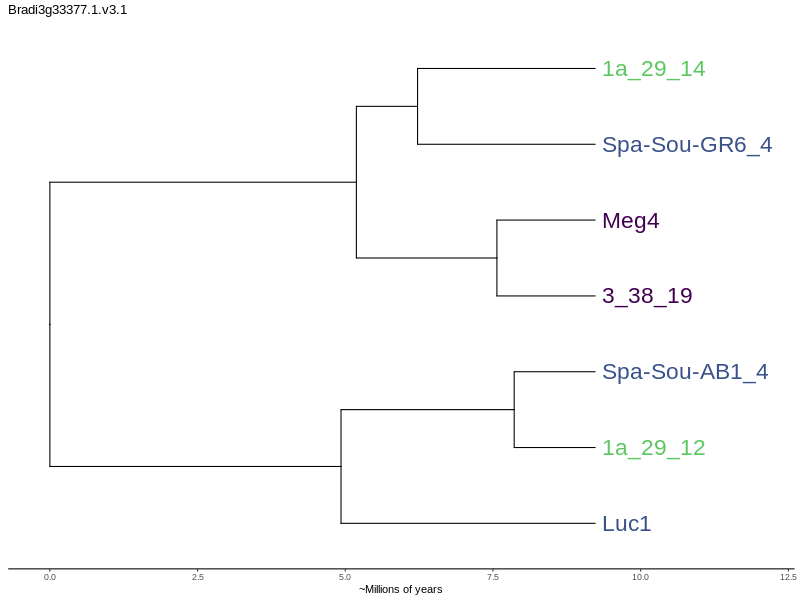 Bradi3g33377.1.v3.1
1a_29_14
Spa-Sou-GR6_4
Meg4
3_38_19
Spa-Sou-AB1_4
1a_29_12
Luc1
0.0 2.5 5.0 7.5 10.0 12.5
~Millions of years